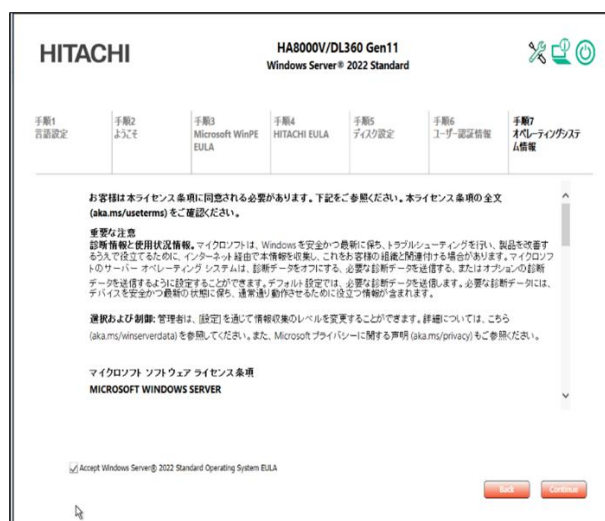 HITACHI
HA8000V/DL360 Gen11
Windows Server® 2022 Standard
手順1
言語設定
手順2
ようこそ
手順3
Microsoft WinPE
EULA
手順4
HITACHI EULA
手順5
ディスク設定
手順6
ユーザー認証情報
手順7
オペレーティングシステ
ム情報
お客様は本ライセンス条項に同意される必要があります。下記をご参照ください。本ライセンス条項の全文
(aka.ms/useterms) をご確認ください。
重要な注意
診断情報と使用状況情報。マイクロソフトは、Windows を安全かつ最新に保ち、トラブルシューティングを行い、製品を改善す
るうえで役立てるために、インターネット経由で本情報を収集し、これをお客様の組織と関連付ける場合があります。マイクロソフ
トのサーバー オペレーティング システムは、診断データをオフにする、必要な診断データを送信する、またはオプションの診断
データを送信するように設定することができます。デフォルト設定では、必要な診断データを送信します。必要な診断データには、
デバイスを安全かつ最新の状態に保ち、通常通り動作させるために役立つ情報が含まれます。
選択および制御: 管理者は、[設定] を通じて情報収集のレベルを変更することができます。詳細については、こちら
(aka.ms/winserverdata) を参照してください。また、Microsoft プライバシーに関する声明 (aka.ms/privacy) もご参照ください。
マイクロソフト ソフトウェア ライセンス条項
MICROSOFT WINDOWS SERVER
Accept Windows Server® 2022 Standard Operating System EULA
Back
Continue